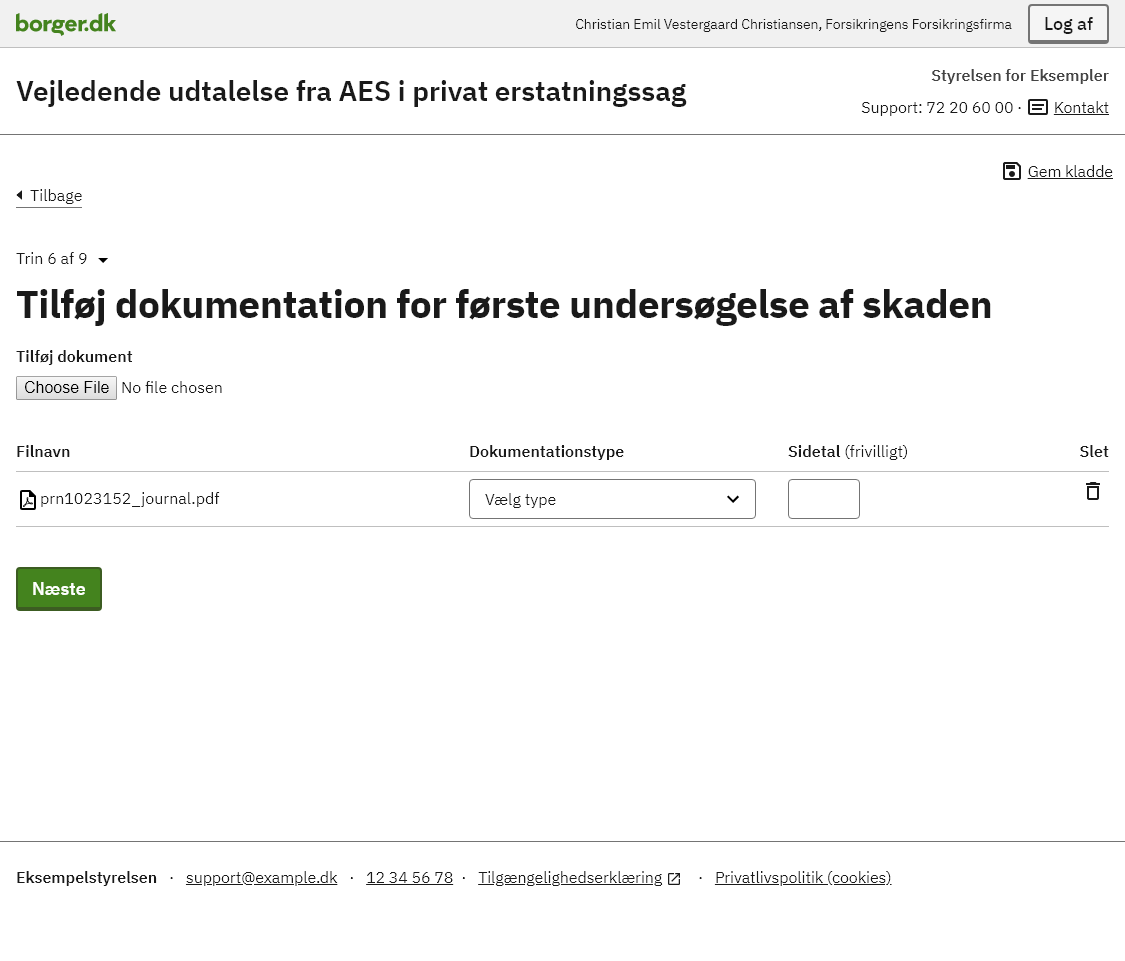 borger.dk
Christian Emil Vestergaard Christiansen, Forsikringens Forsikringsfirma
Log af
Vejledende udtalelse fra AES i privat erstatningssag
Styrelsen for Eksempler
Support: 72 20 60 00 · Kontakt
Gem kladde
Tilbage
Trin 6 af 9
Tilføj dokumentation for første undersøgelse af skaden
Tilføj dokument
Choose File No file chosen
Filnavn Dokumentationstype Sidetal (frivilligt) Slet
prn1023152_journal.pdf Vælg type
Næste
Eksempelstyrelsen · support@example.dk · 12 34 56 78 · Tilgængelighedserklæring · Privatlivspolitik (cookies)